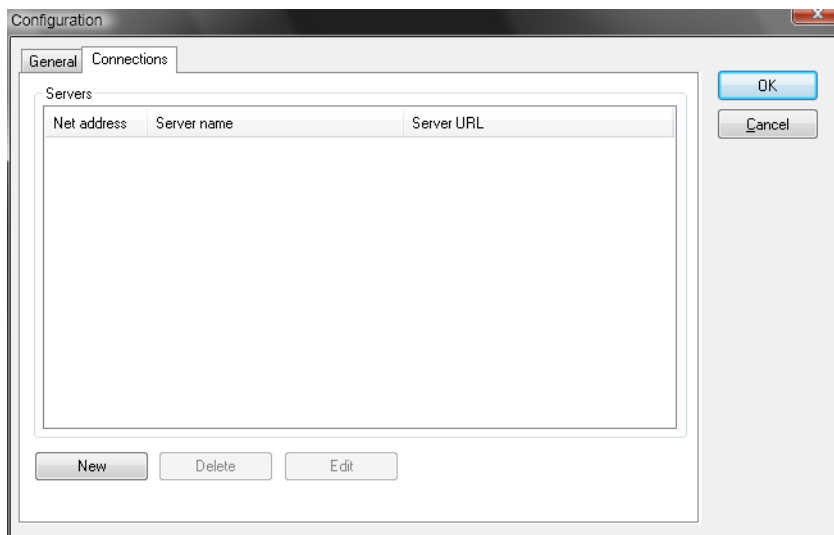 Configuration
General Connections
Servers
Net address Server name Server URL
OK
Cancel
New Delete Edit